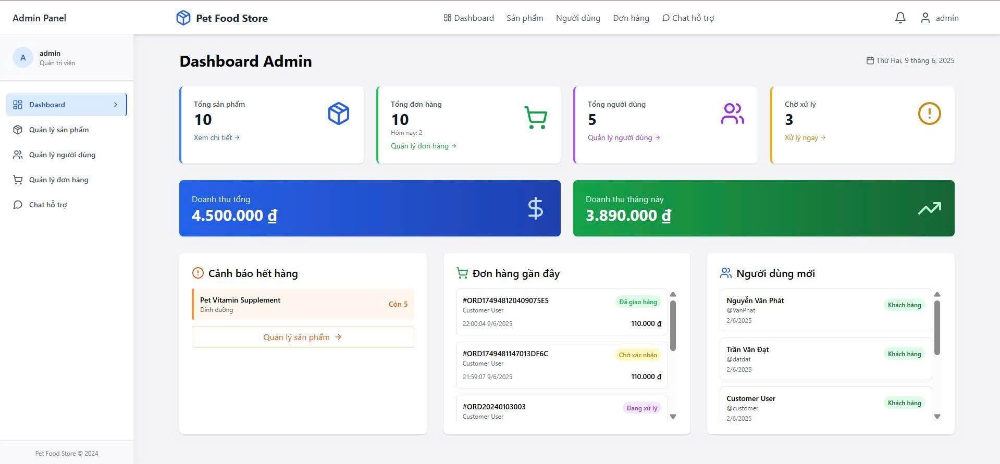 Admin Panel
Pet Food Store
Dashboard
Sản phẩm
Người dùng
Đơn hàng
Chat hỗ trợ
admin
A
admin
Quản trị viên
Dashboard
Quản lý sản phẩm
Quản lý người dùng
Quản lý đơn hàng
Chat hỗ trợ
Pet Food Store © 2024
Dashboard Admin
Thứ Hai, 9 tháng 6, 2025
Tổng sản phẩm
10
Xem chi tiết →
Tổng đơn hàng
10
Hôm nay: 2
Quản lý đơn hàng →
Tổng người dùng
5
Quản lý người dùng →
Chờ xử lý
3
Xử lý ngay →
Doanh thu tổng
4.500.000 ₫
Doanh thu tháng này
3.890.000 ₫
Cảnh báo hết hàng
Pet Vitamin Supplement
Dinh dưỡng
Còn 5
Quản lý sản phẩm →
Đơn hàng gần đây
#ORD174948120409075E5
Đã giao hàng
Customer User
22:00:04 9/6/2025
110.000 ₫
#ORD1749481147013DF6C
Chờ xác nhận
Customer User
21:59:07 9/6/2025
110.000 ₫
#ORD20240103003
Đang xử lý
Customer User
Người dùng mới
Nguyễn Văn Phát
@VanPhat
2/6/2025
Khách hàng
Trần Văn Đạt
@datdat
2/6/2025
Khách hàng
Customer User
@customer
2/6/2025
Khách hàng